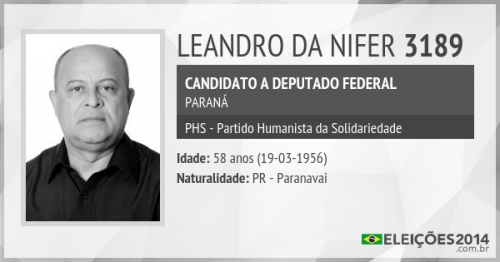 LEANDRO DA NIFER 3189
CANDIDATO A DEPUTADO FEDERAL
PARANÁ
PHS - Partido Humanista da Solidariedade
Idade: 58 anos (19-03-1956)
Naturalidade: PR - Paranavai
ELEIÇÕES2014
.com.br